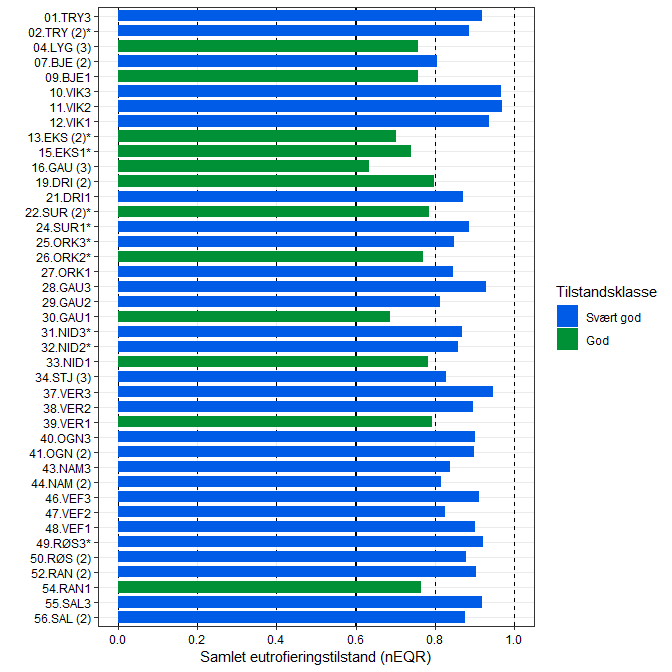 01.TRY3
02.TRY (2)*
04.LYG (3)
07.BJE (2)
09.BJE1
10.VIK3
11.VIK2
12.VIK1
13.EKS (2)*
15.EKS1*
16.GAU (3)
19.DRI (2)
21.DRI1
22.SUR (2)*
24.SUR1*
25.ORK3*
26.ORK2*
27.ORK1
28.GAU3
29.GAU2
30.GAU1
31.NID3*
32.NID2*
33.NID1
34.STJ (3)
37.VER3
38.VER2
39.VER1
40.OGN3
41.OGN (2)
43.NAM3
44.NAM (2)
46.VEF3
47.VEF2
48.VEF1
49.RØS3*
50.RØS (2)
52.RAN (2)
54.RAN1
55.SAL3
56.SAL (2)
0.0 0.2 0.4 0.6 0.8 1.0
Samlet eutrofieringstilstand (nEQR)
Tilstandsklasse
Svært god
God